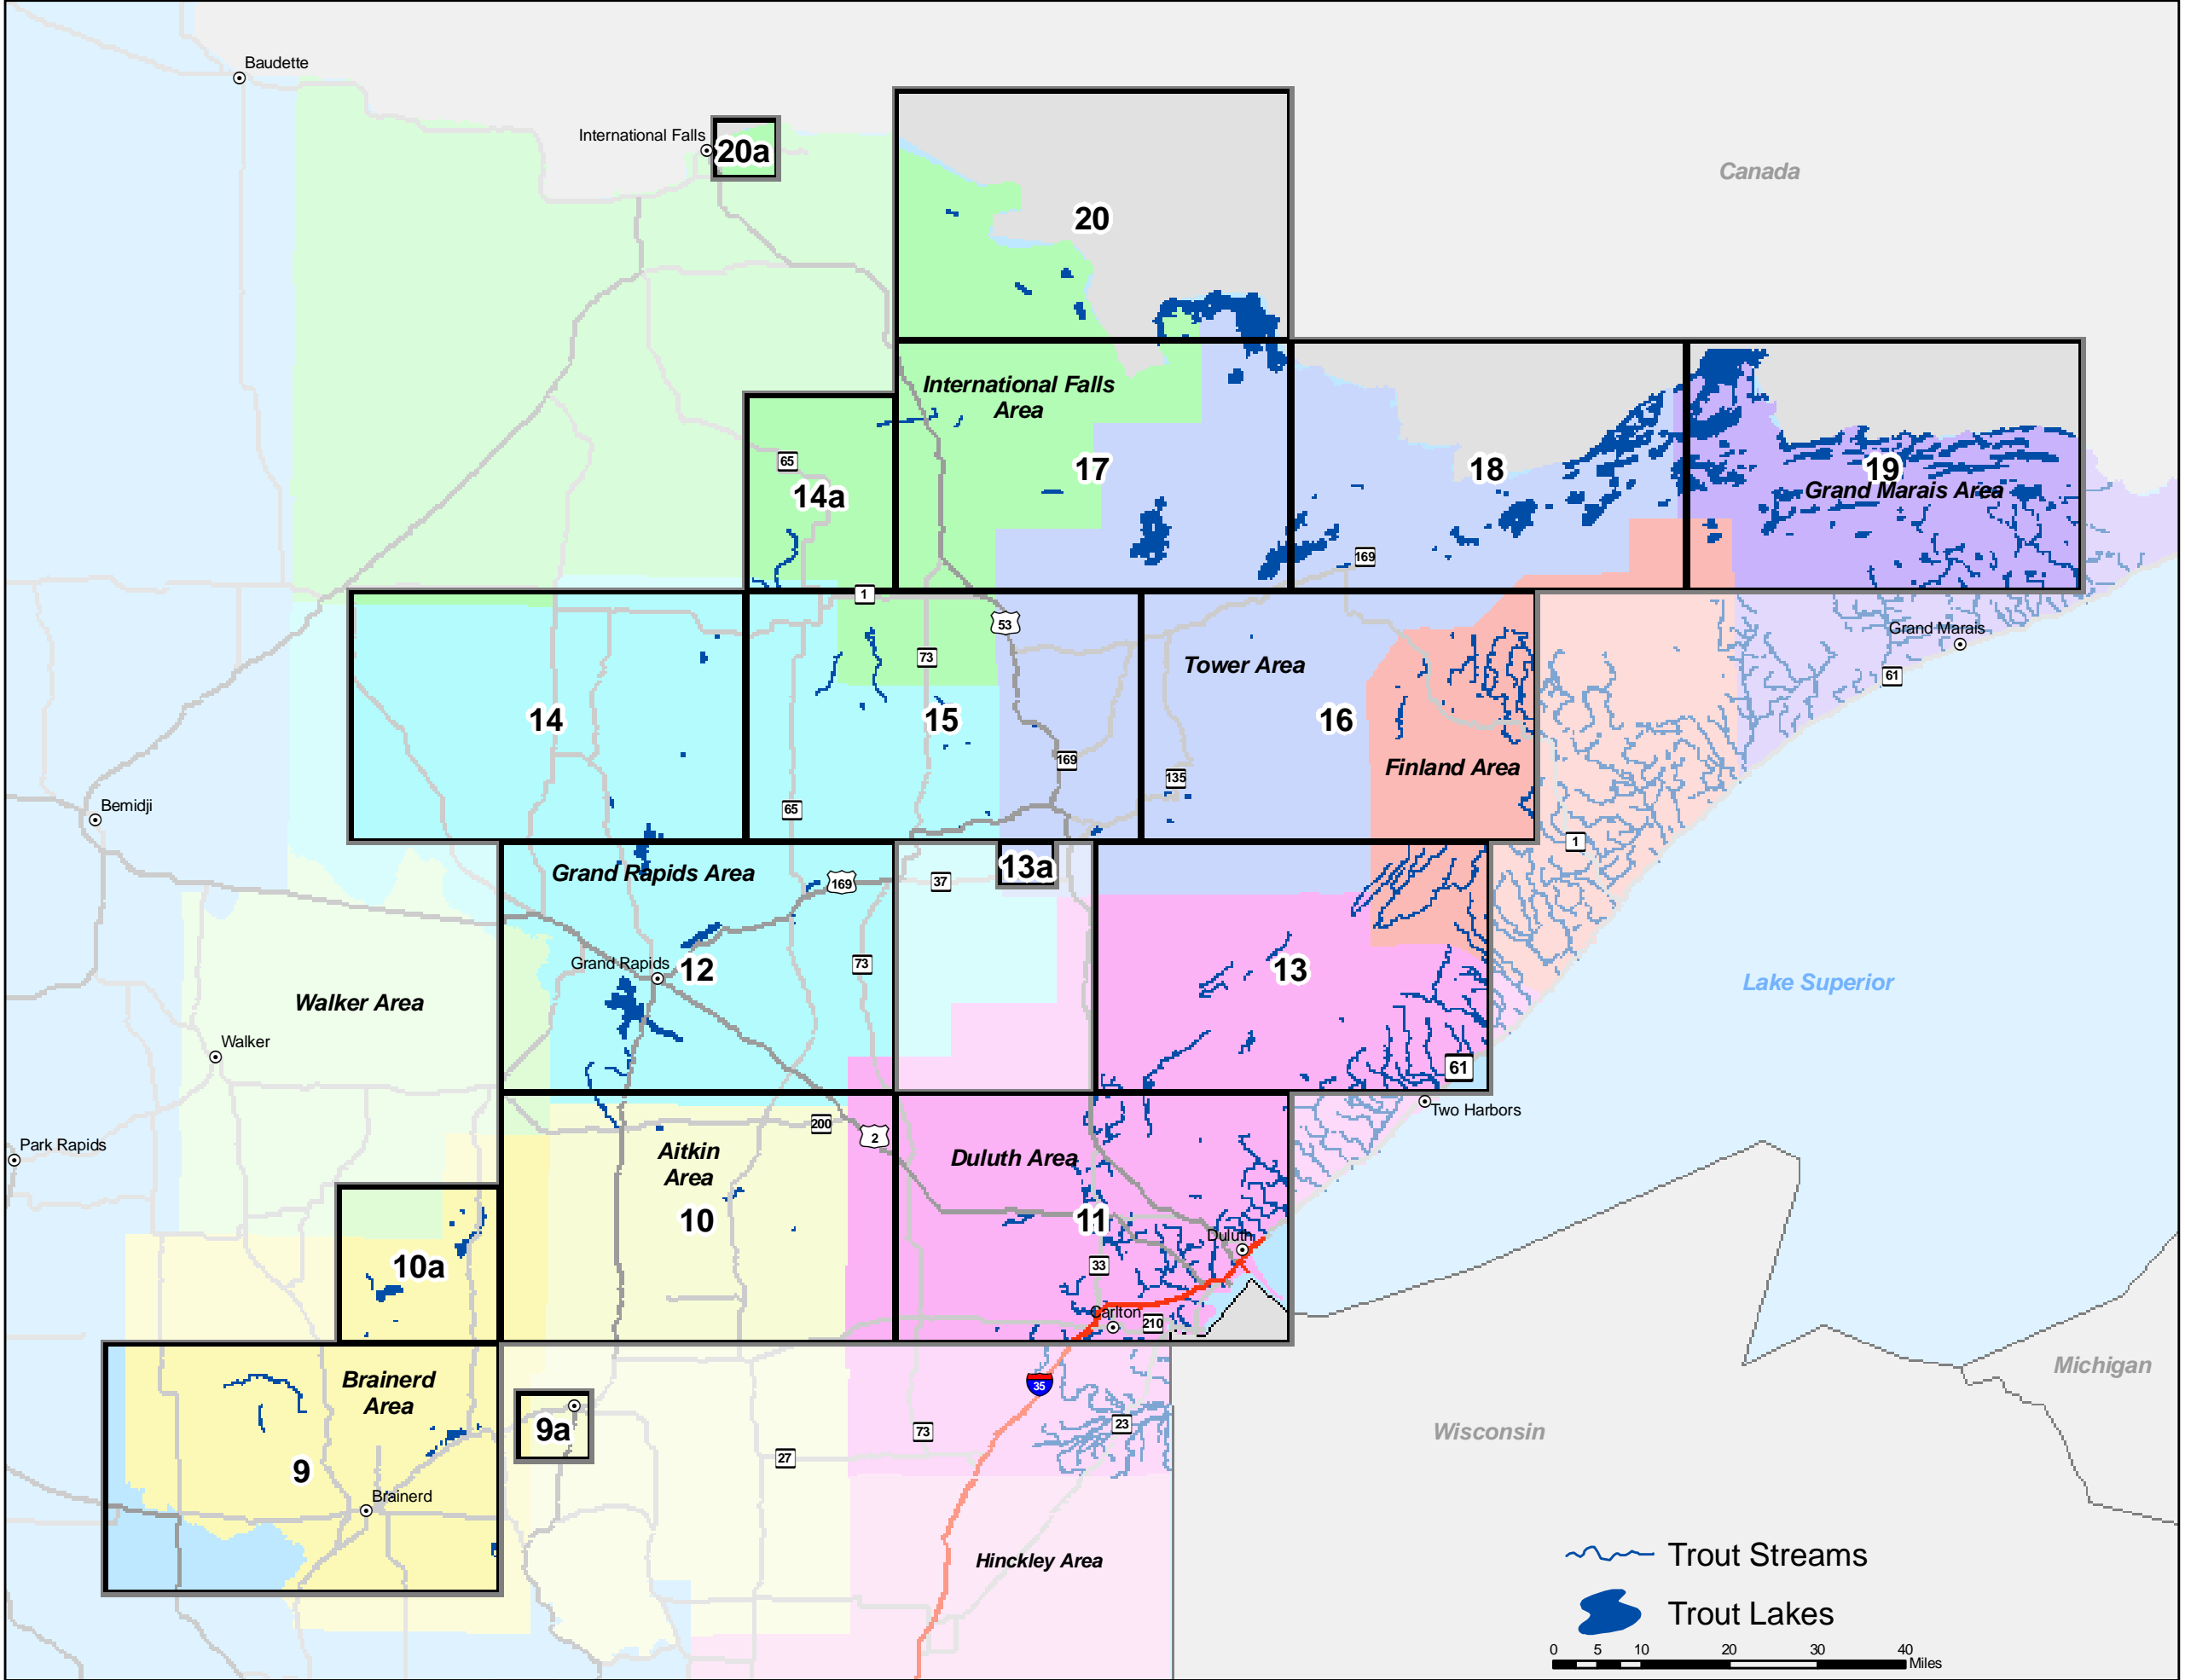 Baudette
International Falls
20a
Canada
20
International Falls
Area
65
14a
17
18
19
Grand Marais Area
169
1
53
Grand Marais
73
Tower Area
61
14
15
16
169
Finland Area
135
65
Bemidji
1
13a
Grand Rapids Area
169
37
Grand Rapids
12
73
13
Lake Superior
Walker Area
Walker
61
Two Harbors
200
2
Park Rapids
Aitkin
Area
Duluth Area
10
11
Duluth
10a
33
Carlton
210
Michigan
Brainerd
Area
35
9a
73
23
Wisconsin
27
9
Brainerd
Hinckley Area
Trout Streams
Trout Lakes
0 5 10 20 30 40
Miles